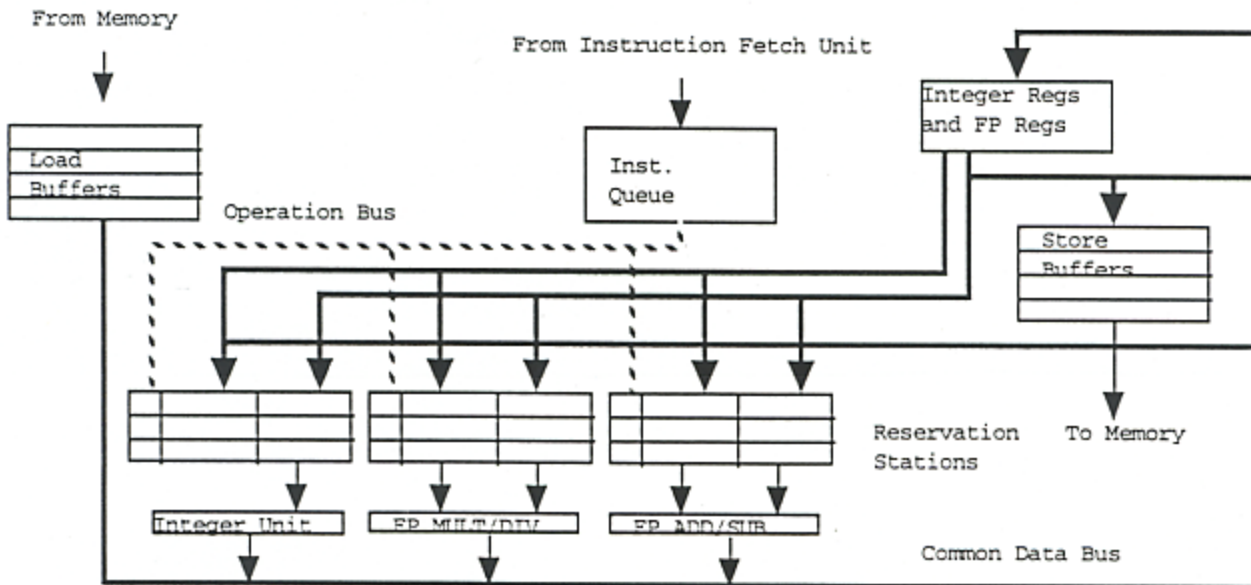 From Memory
From Instruction Fetch Unit
Integer Regs
and FP Regs
Load
Buffers
Inst.
Queue
Operation Bus
Store
Buffers
Reservation
Stations
To Memory
Integer Unit
FP MULT/DIV
FP ADD/SUB
Common Data Bus